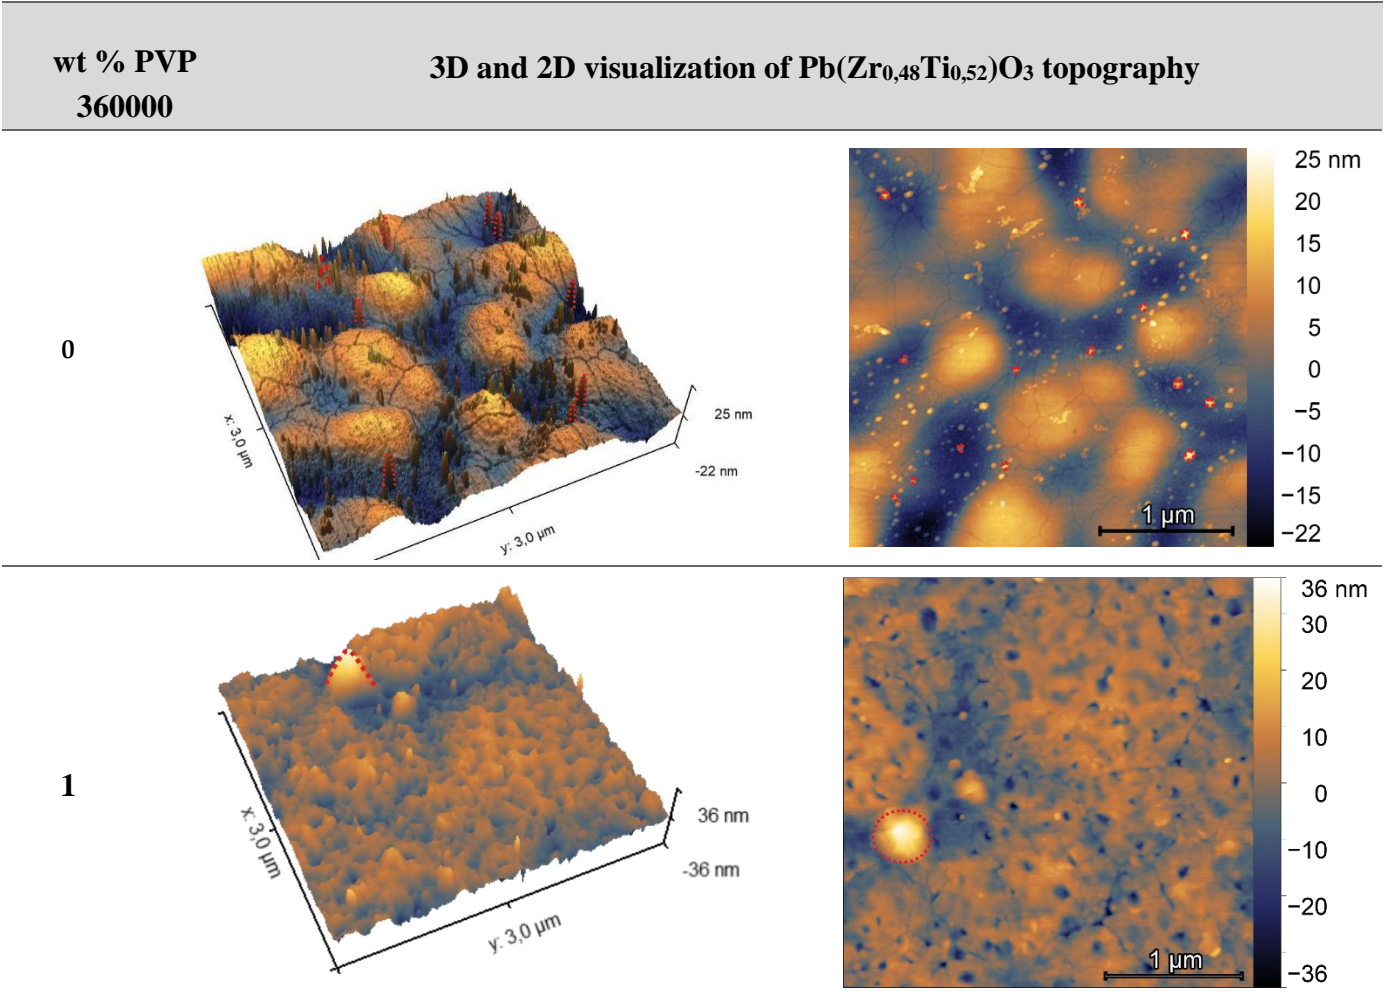 wt % PVP
360000
3D and 2D visualization of Pb(Zr0,48Ti0,52)O3 topography
0
x: 3,0 µm
y: 3,0 µm
25 nm
-22 nm
25 nm
20
15
10
5
0
−5
−10
−15
−22
1 µm
1
x: 3,0 µm
y: 3,0 µm
36 nm
-36 nm
36 nm
30
20
10
0
−10
−20
−36
1 µm